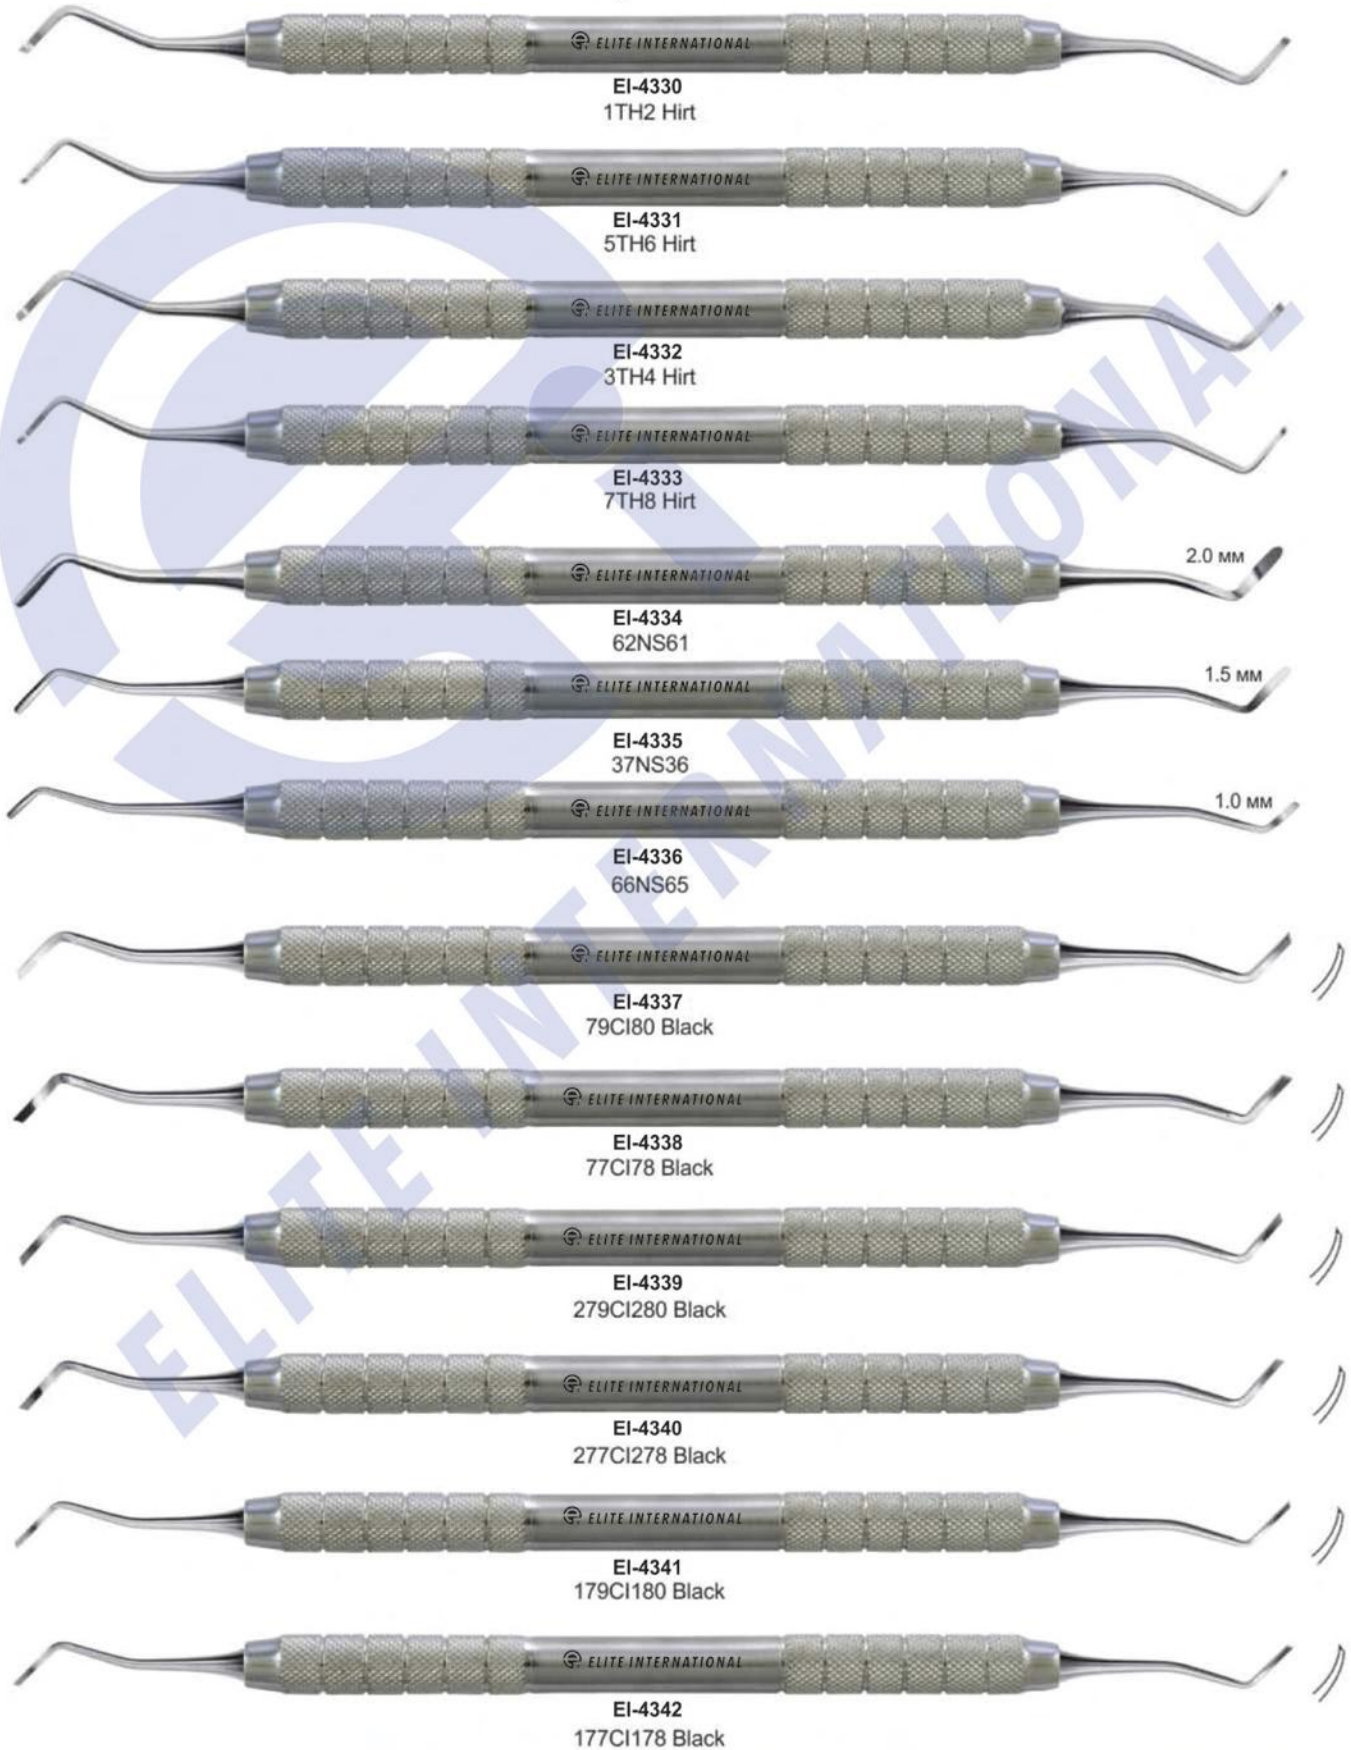 ELITE INTERNATIONAL
EI-4330
1TH2 Hirt
ELITE INTERNATIONAL
EI-4331
5TH6 Hirt
ELITE INTERNATIONAL
EI-4332
3TH4 Hirt
ELITE INTERNATIONAL
EI-4333
7TH8 Hirt
2.0 мм
ELITE INTERNATIONAL
EI-4334
62NS61
1.5 мм
ELITE INTERNATIONAL
EI-4335
37NS36
1.0 мм
ELITE INTERNATIONAL
EI-4336
66NS65
ELITE INTERNATIONAL
EI-4337
79CI80 Black
ELITE INTERNATIONAL
EI-4338
77CI78 Black
ELITE INTERNATIONAL
EI-4339
279CI280 Black
ELITE INTERNATIONAL
EI-4340
277CI278 Black
ELITE INTERNATIONAL
EI-4341
179CI180 Black
ELITE INTERNATIONAL
EI-4342
177CI178 Black
ELITE INTERNATIONAL